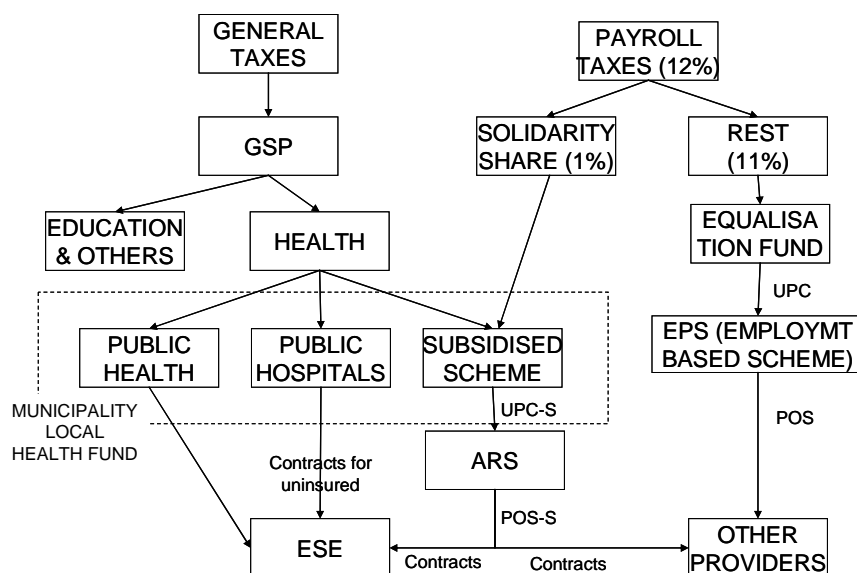 GENERAL
TAXES
PAYROLL
TAXES (12%)
GSP
SOLIDARITY
SHARE (1%)
REST
(11%)
EDUCATION
& OTHERS
HEALTH
EQUALISA
TION FUND
UPC
PUBLIC
HEALTH
PUBLIC
HOSPITALS
SUBSIDISED
SCHEME
EPS (EMPLOYMT
BASED SCHEME)
MUNICIPALITY
LOCAL
HEALTH FUND
UPC-S
POS
Contracts for
uninsured
ARS
POS-S
ESE
Contracts
Contracts
OTHER
PROVIDERS